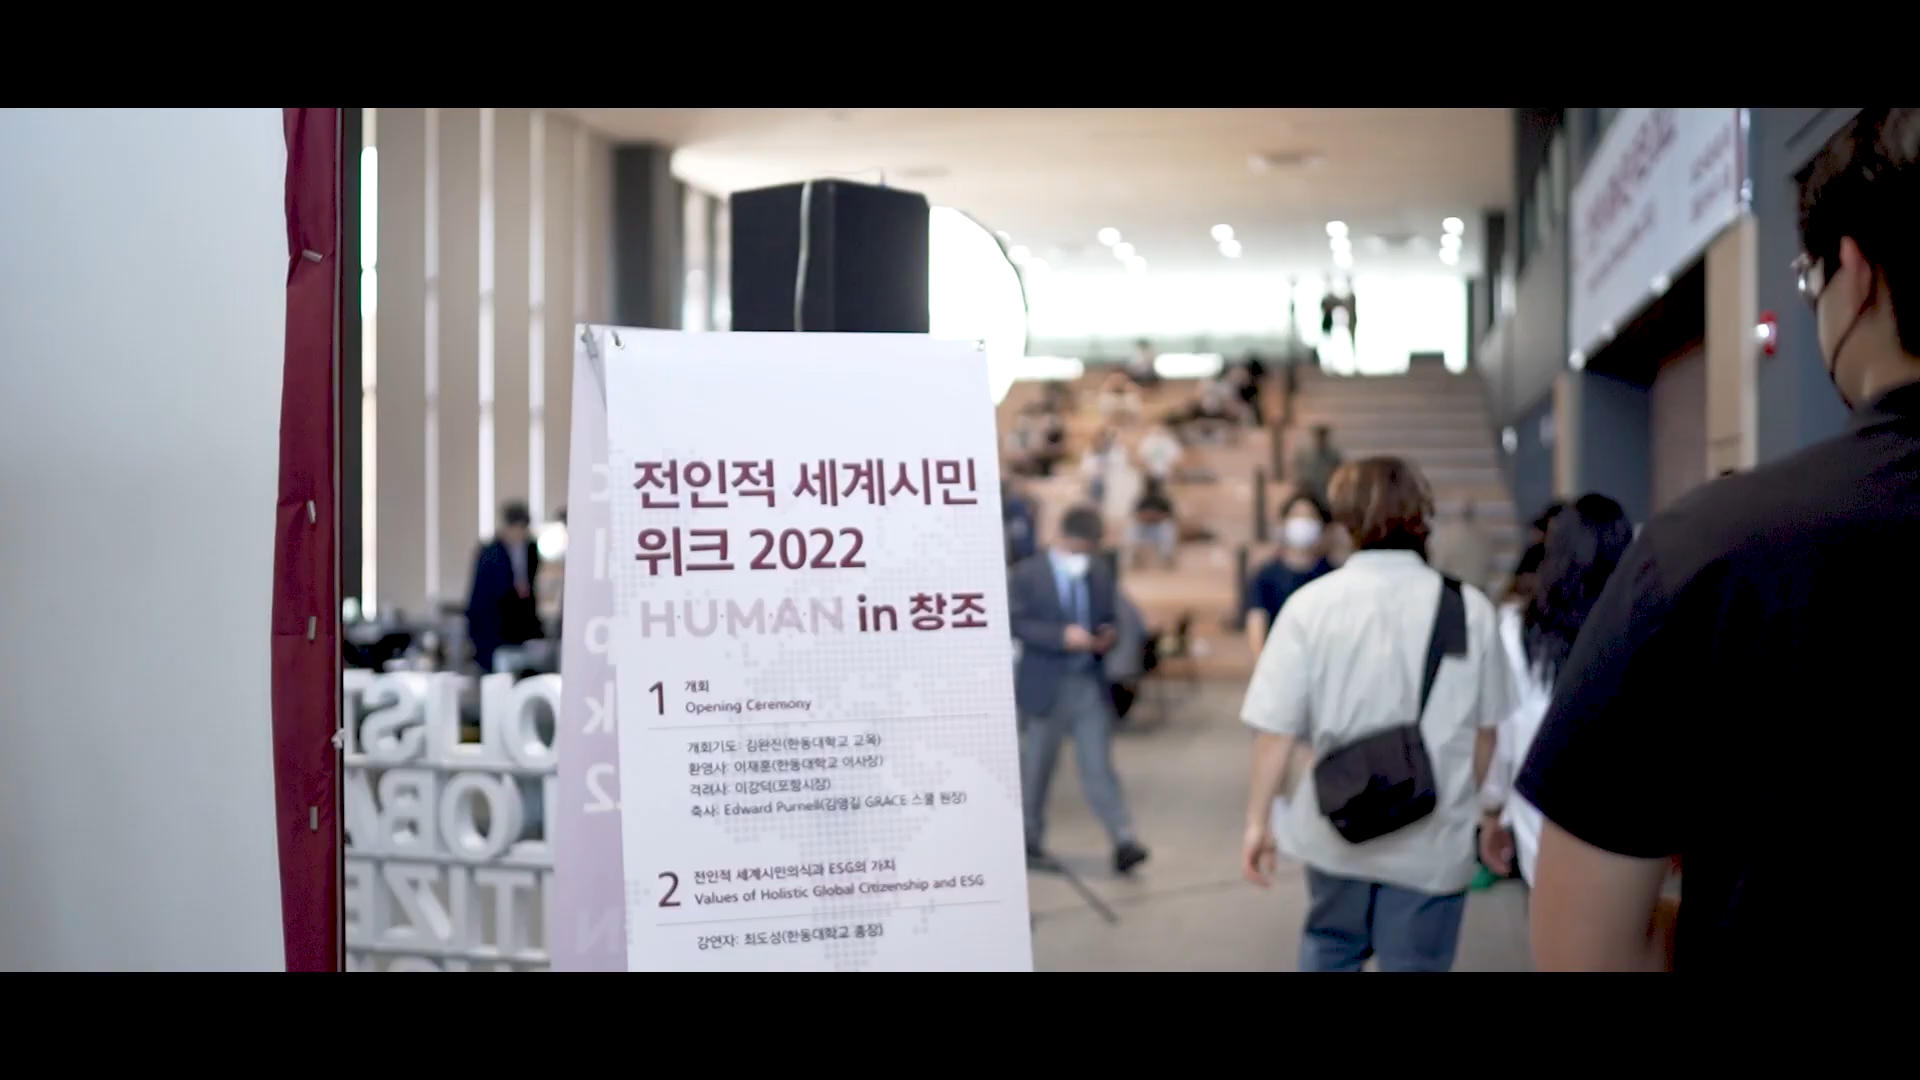 전인적 세계시민
위크 2022
HUMAN in 창조
1 개회
Opening Ceremony
개회기도: 김완진(한동대학교 교목)
환영사: 이재훈(한동대학교 이사장)
격려사: 이강덕(포항시장)
축사: Edward Purnell(김영길 GRACE 스쿨 원장)
2 전인적 세계시민의식과 ESG의 가치
Values of Holistic Global Citizenship and ESG
강연자: 최도성(한동대학교 총장)